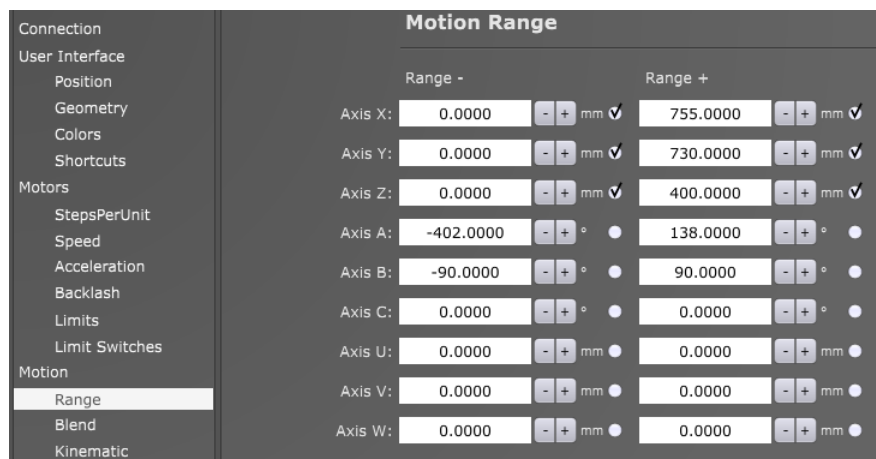 Connection
User Interface
Position
Geometry
Colors
Shortcuts
Motors
StepsPerUnit
Speed
Acceleration
Backlash
Limits
Limit Switches
Motion
Range
Blend
Kinematic
Motion Range
Range - Range +
Axis X: 0.0000 - + mm 755.0000 - + mm
Axis Y: 0.0000 - + mm 730.0000 - + mm
Axis Z: 0.0000 - + mm 400.0000 - + mm
Axis A: -402.0000 - + ° 138.0000 - + °
Axis B: -90.0000 - + ° 90.0000 - + °
Axis C: 0.0000 - + ° 0.0000 - + °
Axis U: 0.0000 - + mm 0.0000 - + mm
Axis V: 0.0000 - + mm 0.0000 - + mm
Axis W: 0.0000 - + mm 0.0000 - + mm